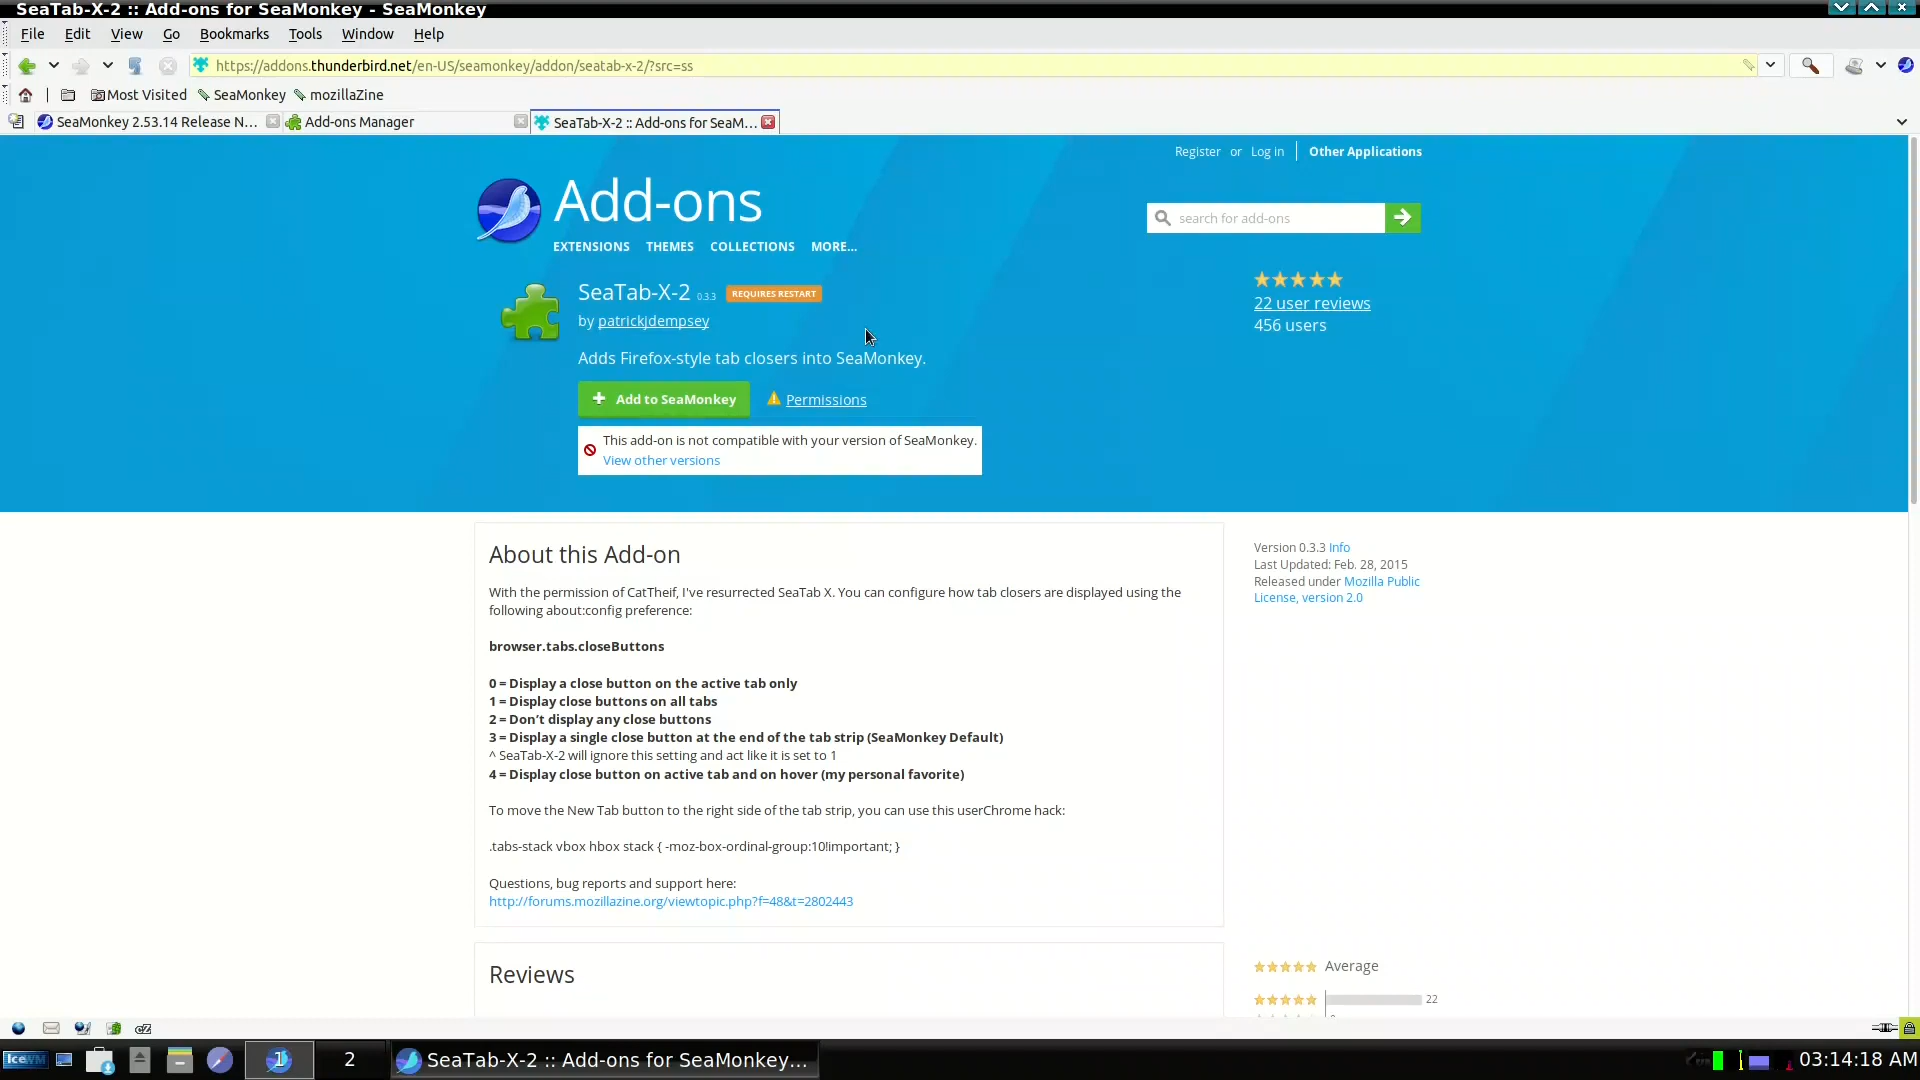 SeaTab-X-2 :: Add-ons for SeaMonkey - SeaMonkey
File Edit View Go Bookmarks Tools Window Help
https://addons.thunderbird.net/en-US/seamonkey/addon/seatab-x-2/?src=ss
Most Visited SeaMonkey mozillaZine
SeaMonkey 2.53.14 Release N... Add-ons Manager SeaTab-X-2 :: Add-ons for SeaM...
Register or Log in Other Applications
Add-ons
search for add-ons
EXTENSIONS THEMES COLLECTIONS MORE...
SeaTab-X-2 0.3.3 REQUIRES RESTART
by patrickjdempsey
22 user reviews
456 users
Adds Firefox-style tab closers into SeaMonkey.
Add to SeaMonkey Permissions
This add-on is not compatible with your version of SeaMonkey.
View other versions
About this Add-on
With the permission of CatTheif, I've resurrected SeaTab X. You can configure how tab closers are displayed using the
following about:config preference:
browser.tabs.closeButtons
0 = Display a close button on the active tab only
1 = Display close buttons on all tabs
2 = Don't display any close buttons
3 = Display a single close button at the end of the tab strip (SeaMonkey Default)
^ SeaTab-X-2 will ignore this setting and act like it is set to 1
4 = Display close button on active tab and on hover (my personal favorite)
To move the New Tab button to the right side of the tab strip, you can use this userChrome hack:
.tabs-stack vbox hbox stack { -moz-box-ordinal-group:10!important; }
Questions, bug reports and support here:
http://forums.mozillazine.org/viewtopic.php?f=48&t=2802443
Version 0.3.3 Info
Last Updated: Feb. 28, 2015
Released under Mozilla Public
License, version 2.0
Reviews
Average
22
cZ
IceWM 1 2 SeaTab-X-2 :: Add-ons for SeaMonkey... 03:14:18 AM